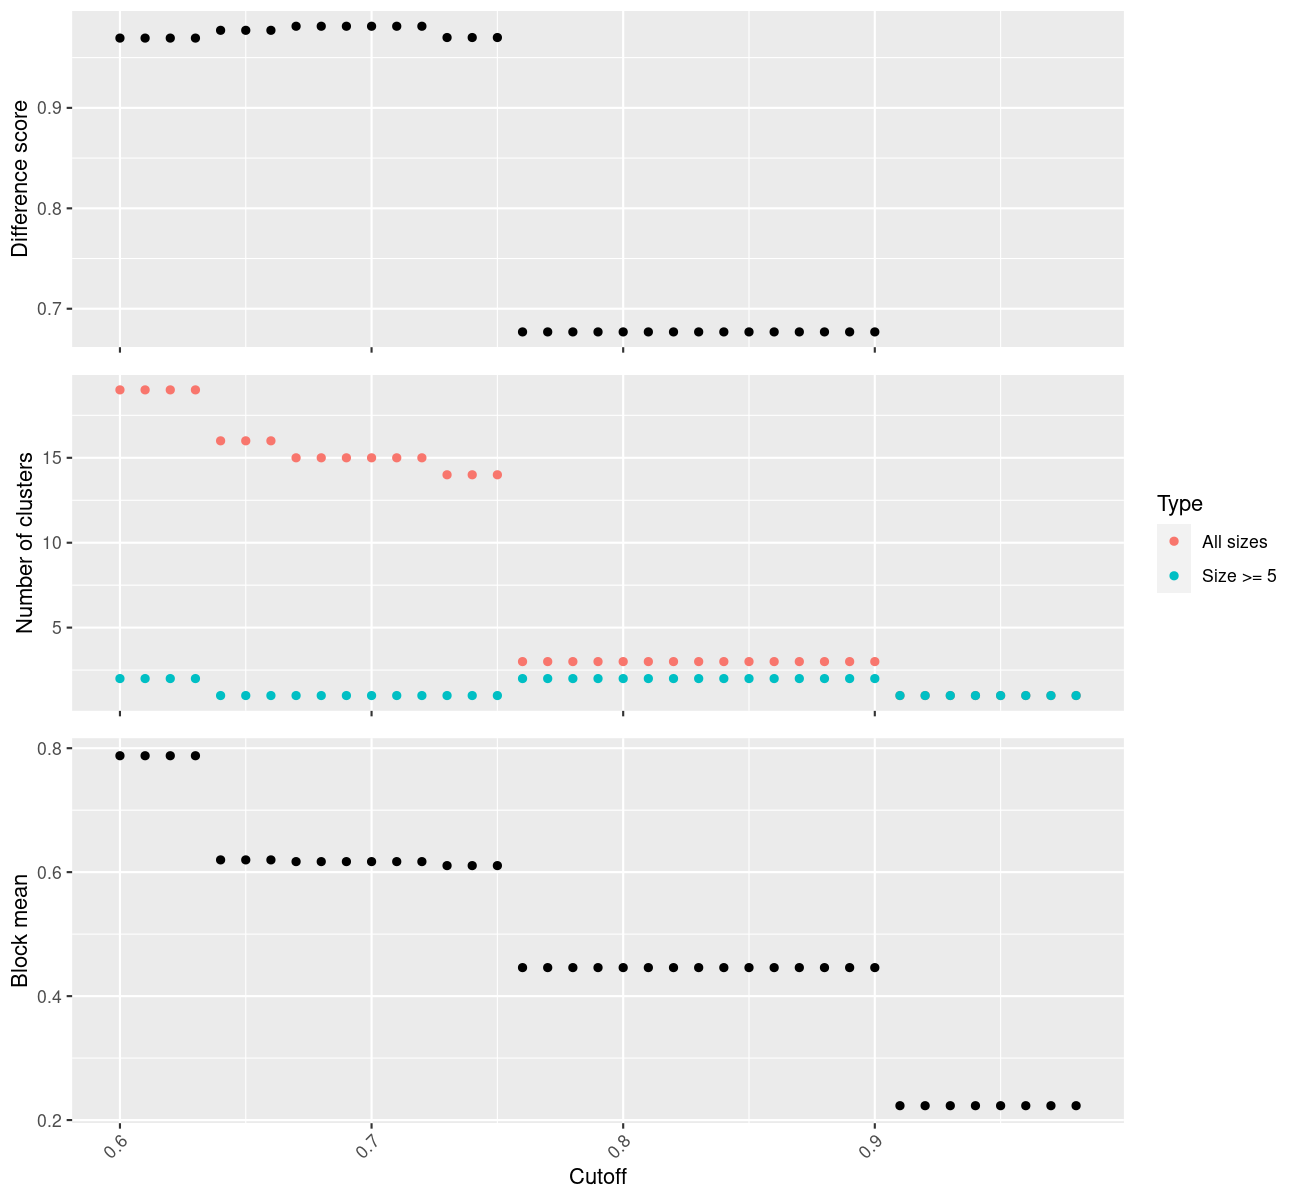 Difference score
0.9
0.8
0.7
Number of clusters
15
10
5
Type
All sizes
Size >= 5
Block mean
0.8
0.6
0.4
0.2
0.6
0.7
0.8
0.9
Cutoff